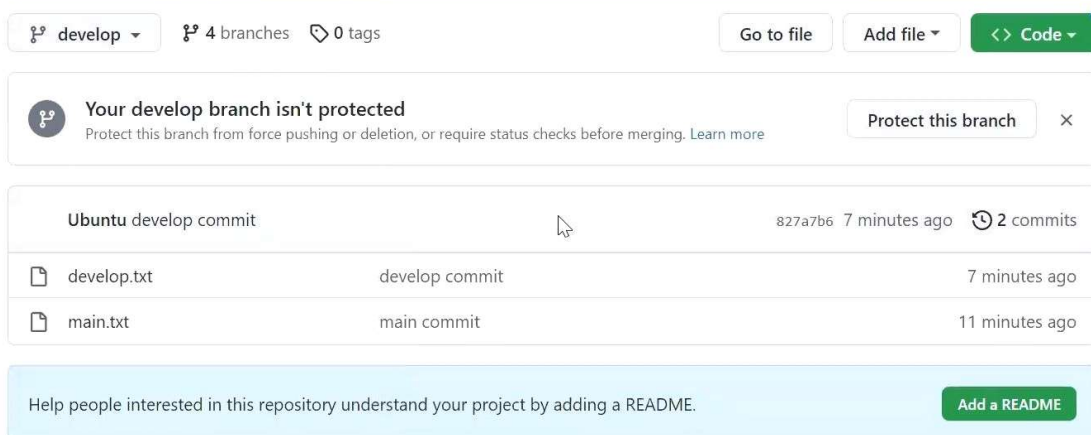 develop 4 branches 0 tags Go to file Add file <> Code
Your develop branch isn't protected
Protect this branch from force pushing or deletion, or require status checks before merging. Learn more
Protect this branch
Ubuntu develop commit 827a7b6 7 minutes ago 2 commits
develop.txt develop commit 7 minutes ago
main.txt main commit 11 minutes ago
Help people interested in this repository understand your project by adding a README. Add a README